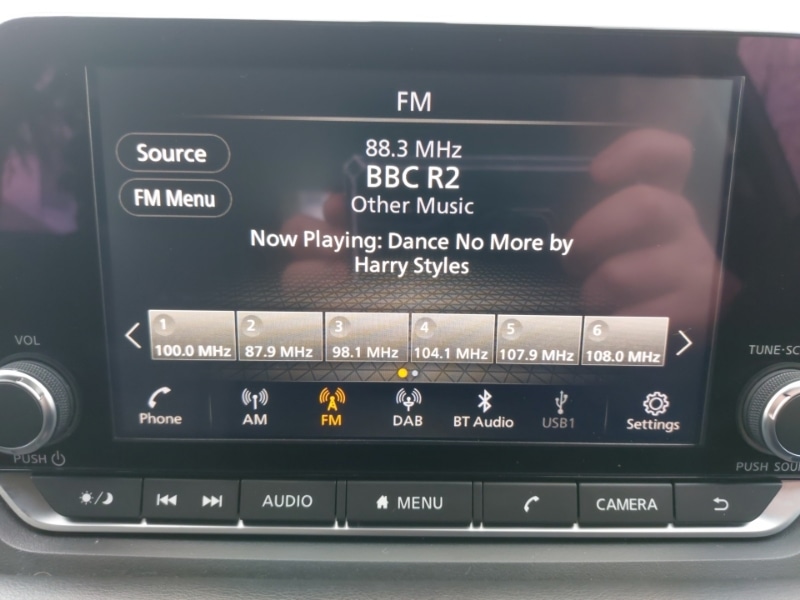 FM
Source
88.3 MHz
BBC R2
FM Menu
Other Music
Now Playing: Dance No More by
Harry Styles
1 2 3 4 5 6
100.0 MHz 87.9 MHz 98.1 MHz 104.1 MHz 107.9 MHz 108.0 MHz
VOL
TUNE·SC
Phone AM FM DAB BT Audio USB1 Settings
PUSH
PUSH SOU
AUDIO MENU CAMERA